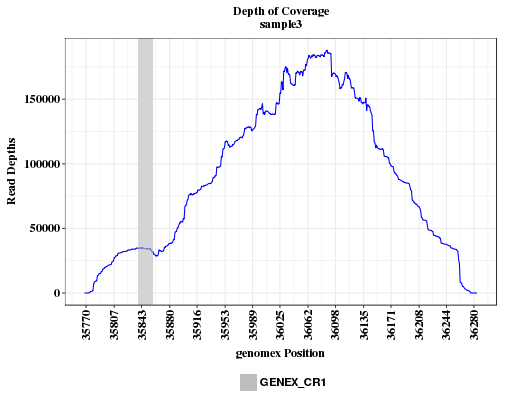 Depth of Coverage
sample3
Read Depths
150000
100000
50000
0
35770 35807 35843 35880 35916 35953 35989 36025 36062 36098 36135 36171 36208 36244 36280
genomex Position
GENEX_CR1